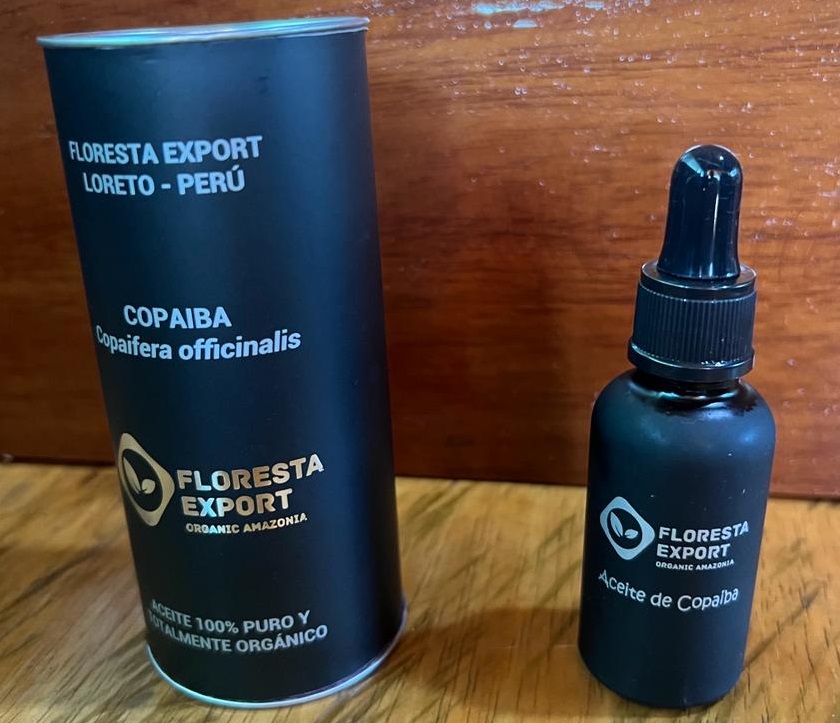 FLORESTA EXPORT
LORETO - PERÚ
COPAIBA
Copaifera officinalis
FLORESTA
EXPORT
ORGANIC AMAZONIA
ACEITE 100% PURO Y
TOTALMENTE ORGÁNICO
FLORESTA
EXPORT
ORGANIC AMAZONIA
Aceite de Copaíba